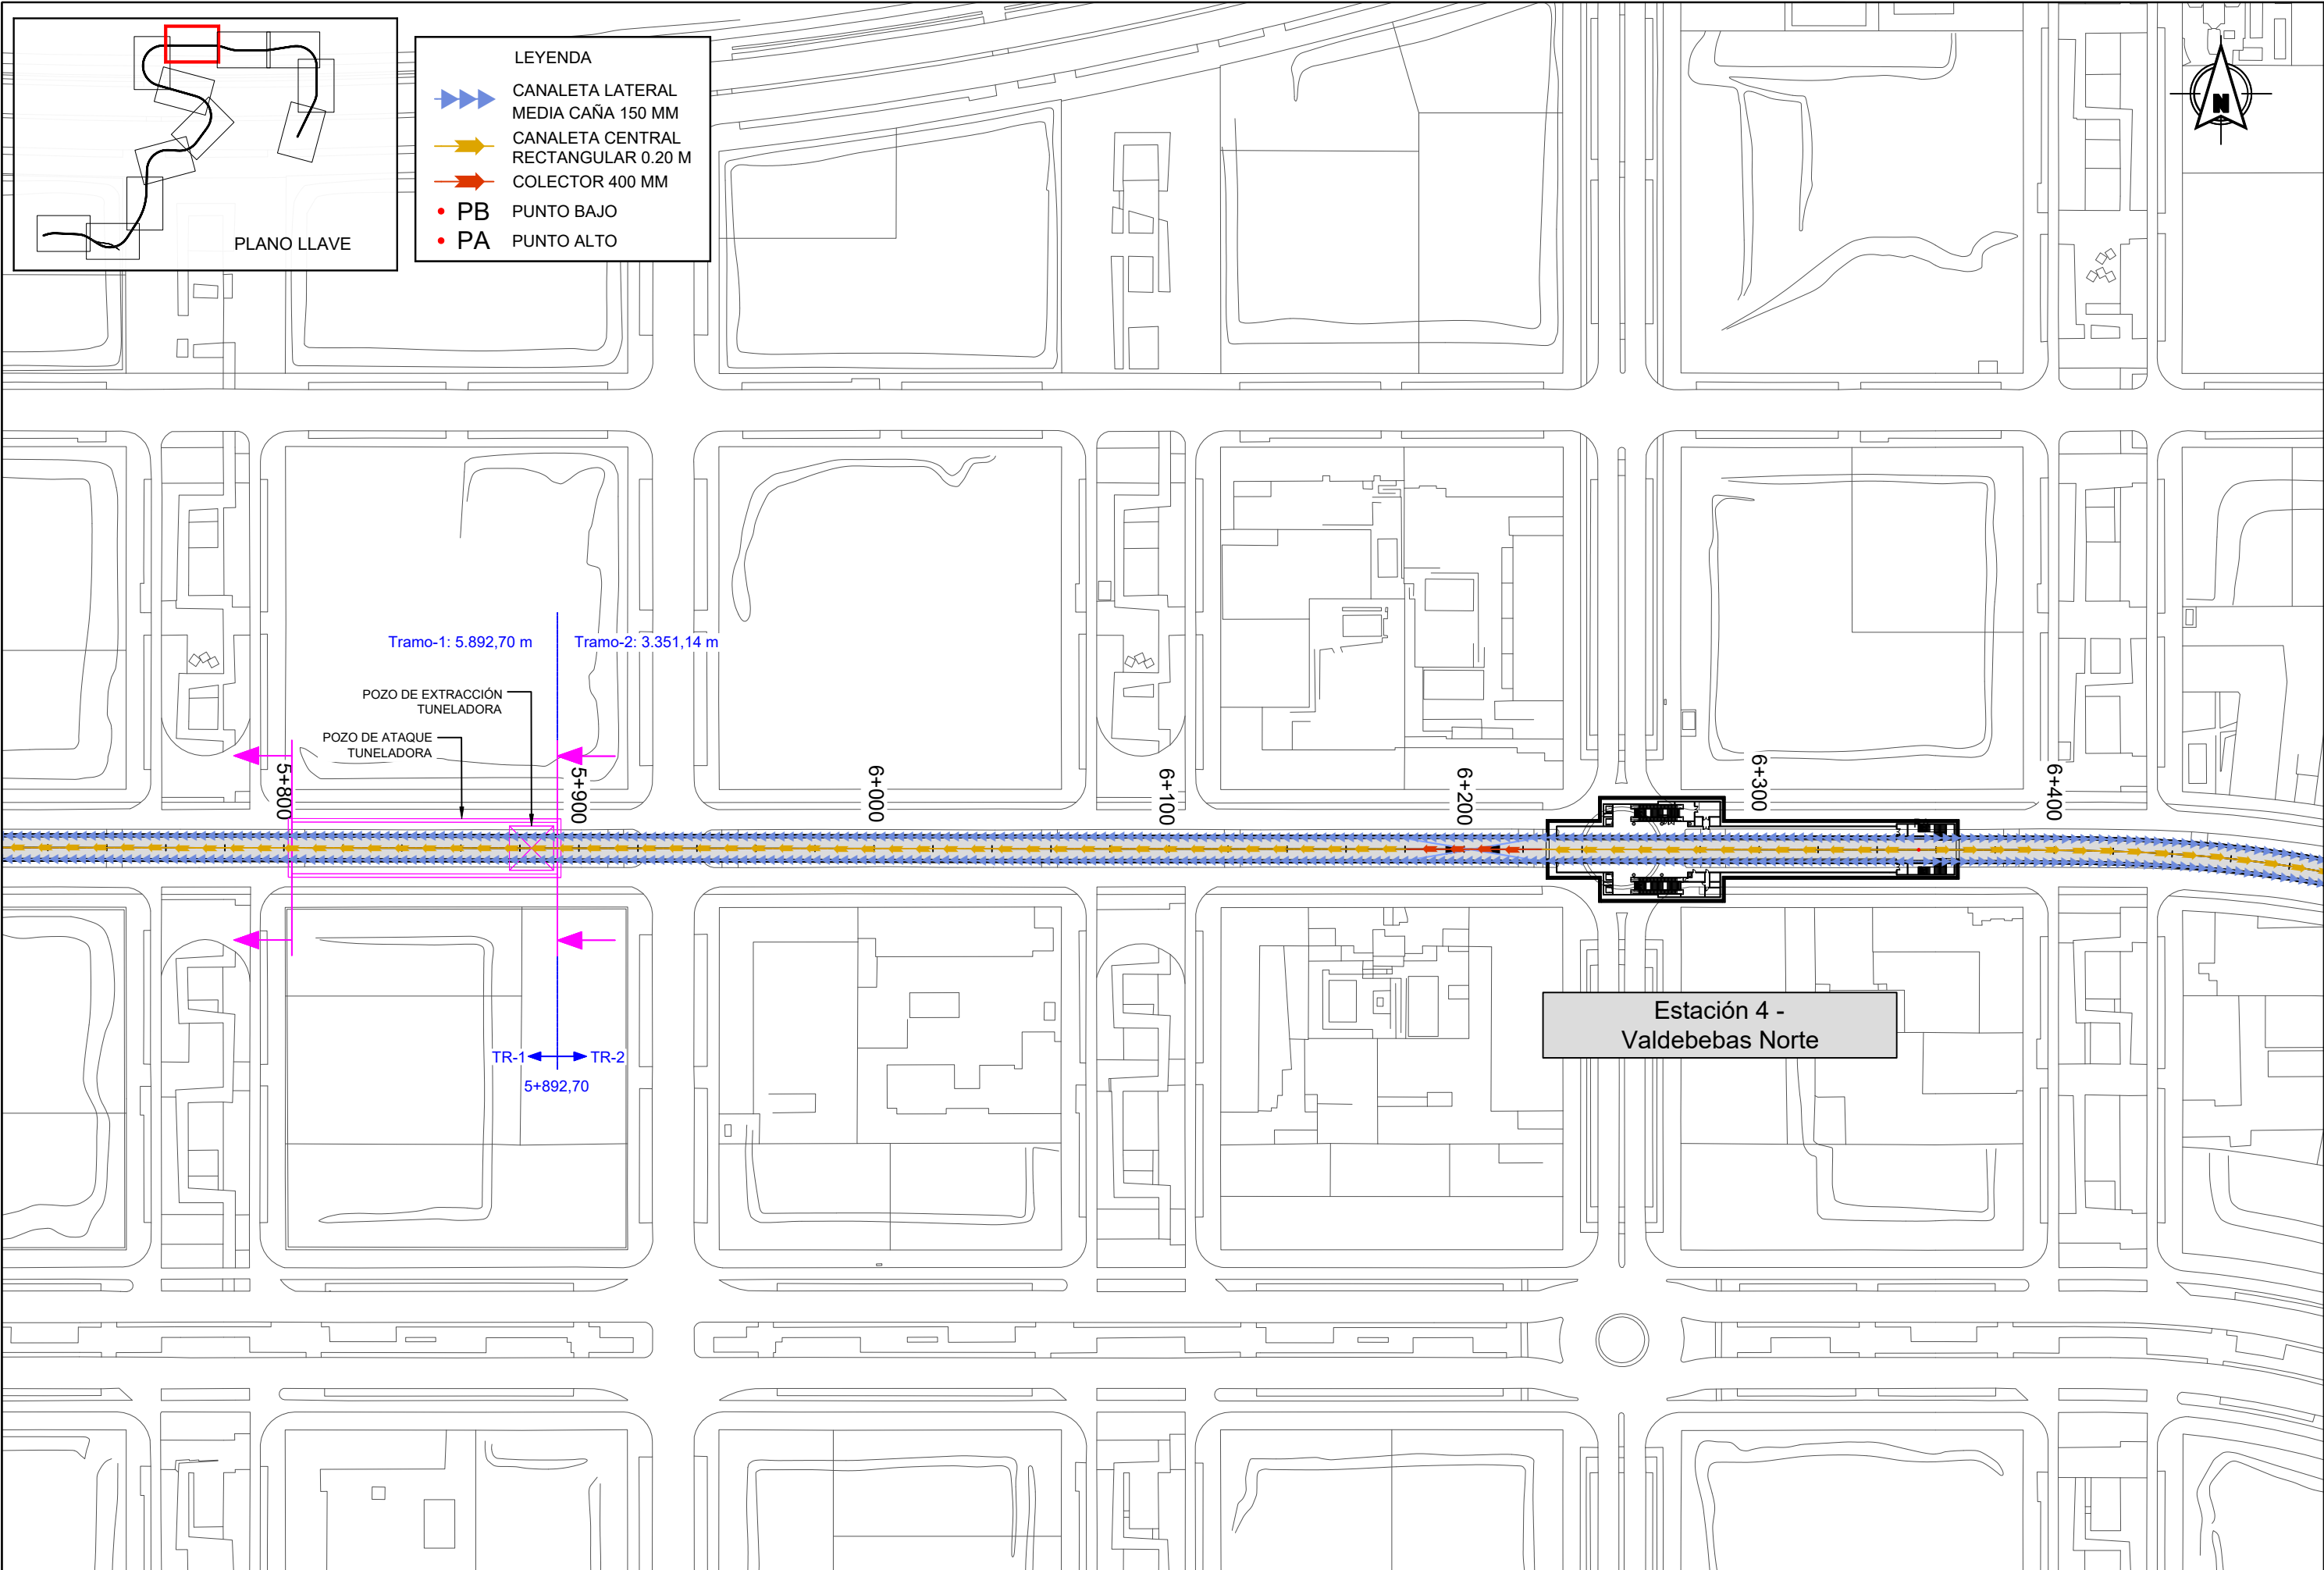 PLANO LLAVE
LEYENDA
CANALETA LATERAL
MEDIA CAÑA 150 MM
CANALETA CENTRAL
RECTANGULAR 0.20 M
COLECTOR 400 MM
PB PUNTO BAJO
PA PUNTO ALTO
N
Tramo-1: 5.892,70 m
Tramo-2: 3.351,14 m
POZO DE EXTRACCIÓN
TUNELADORA
POZO DE ATAQUE
TUNELADORA
5+800
5+900
6+000
6+100
6+200
6+300
6+400
Estación 4 -
Valdebebas Norte
TR-1
TR-2
5+892,70